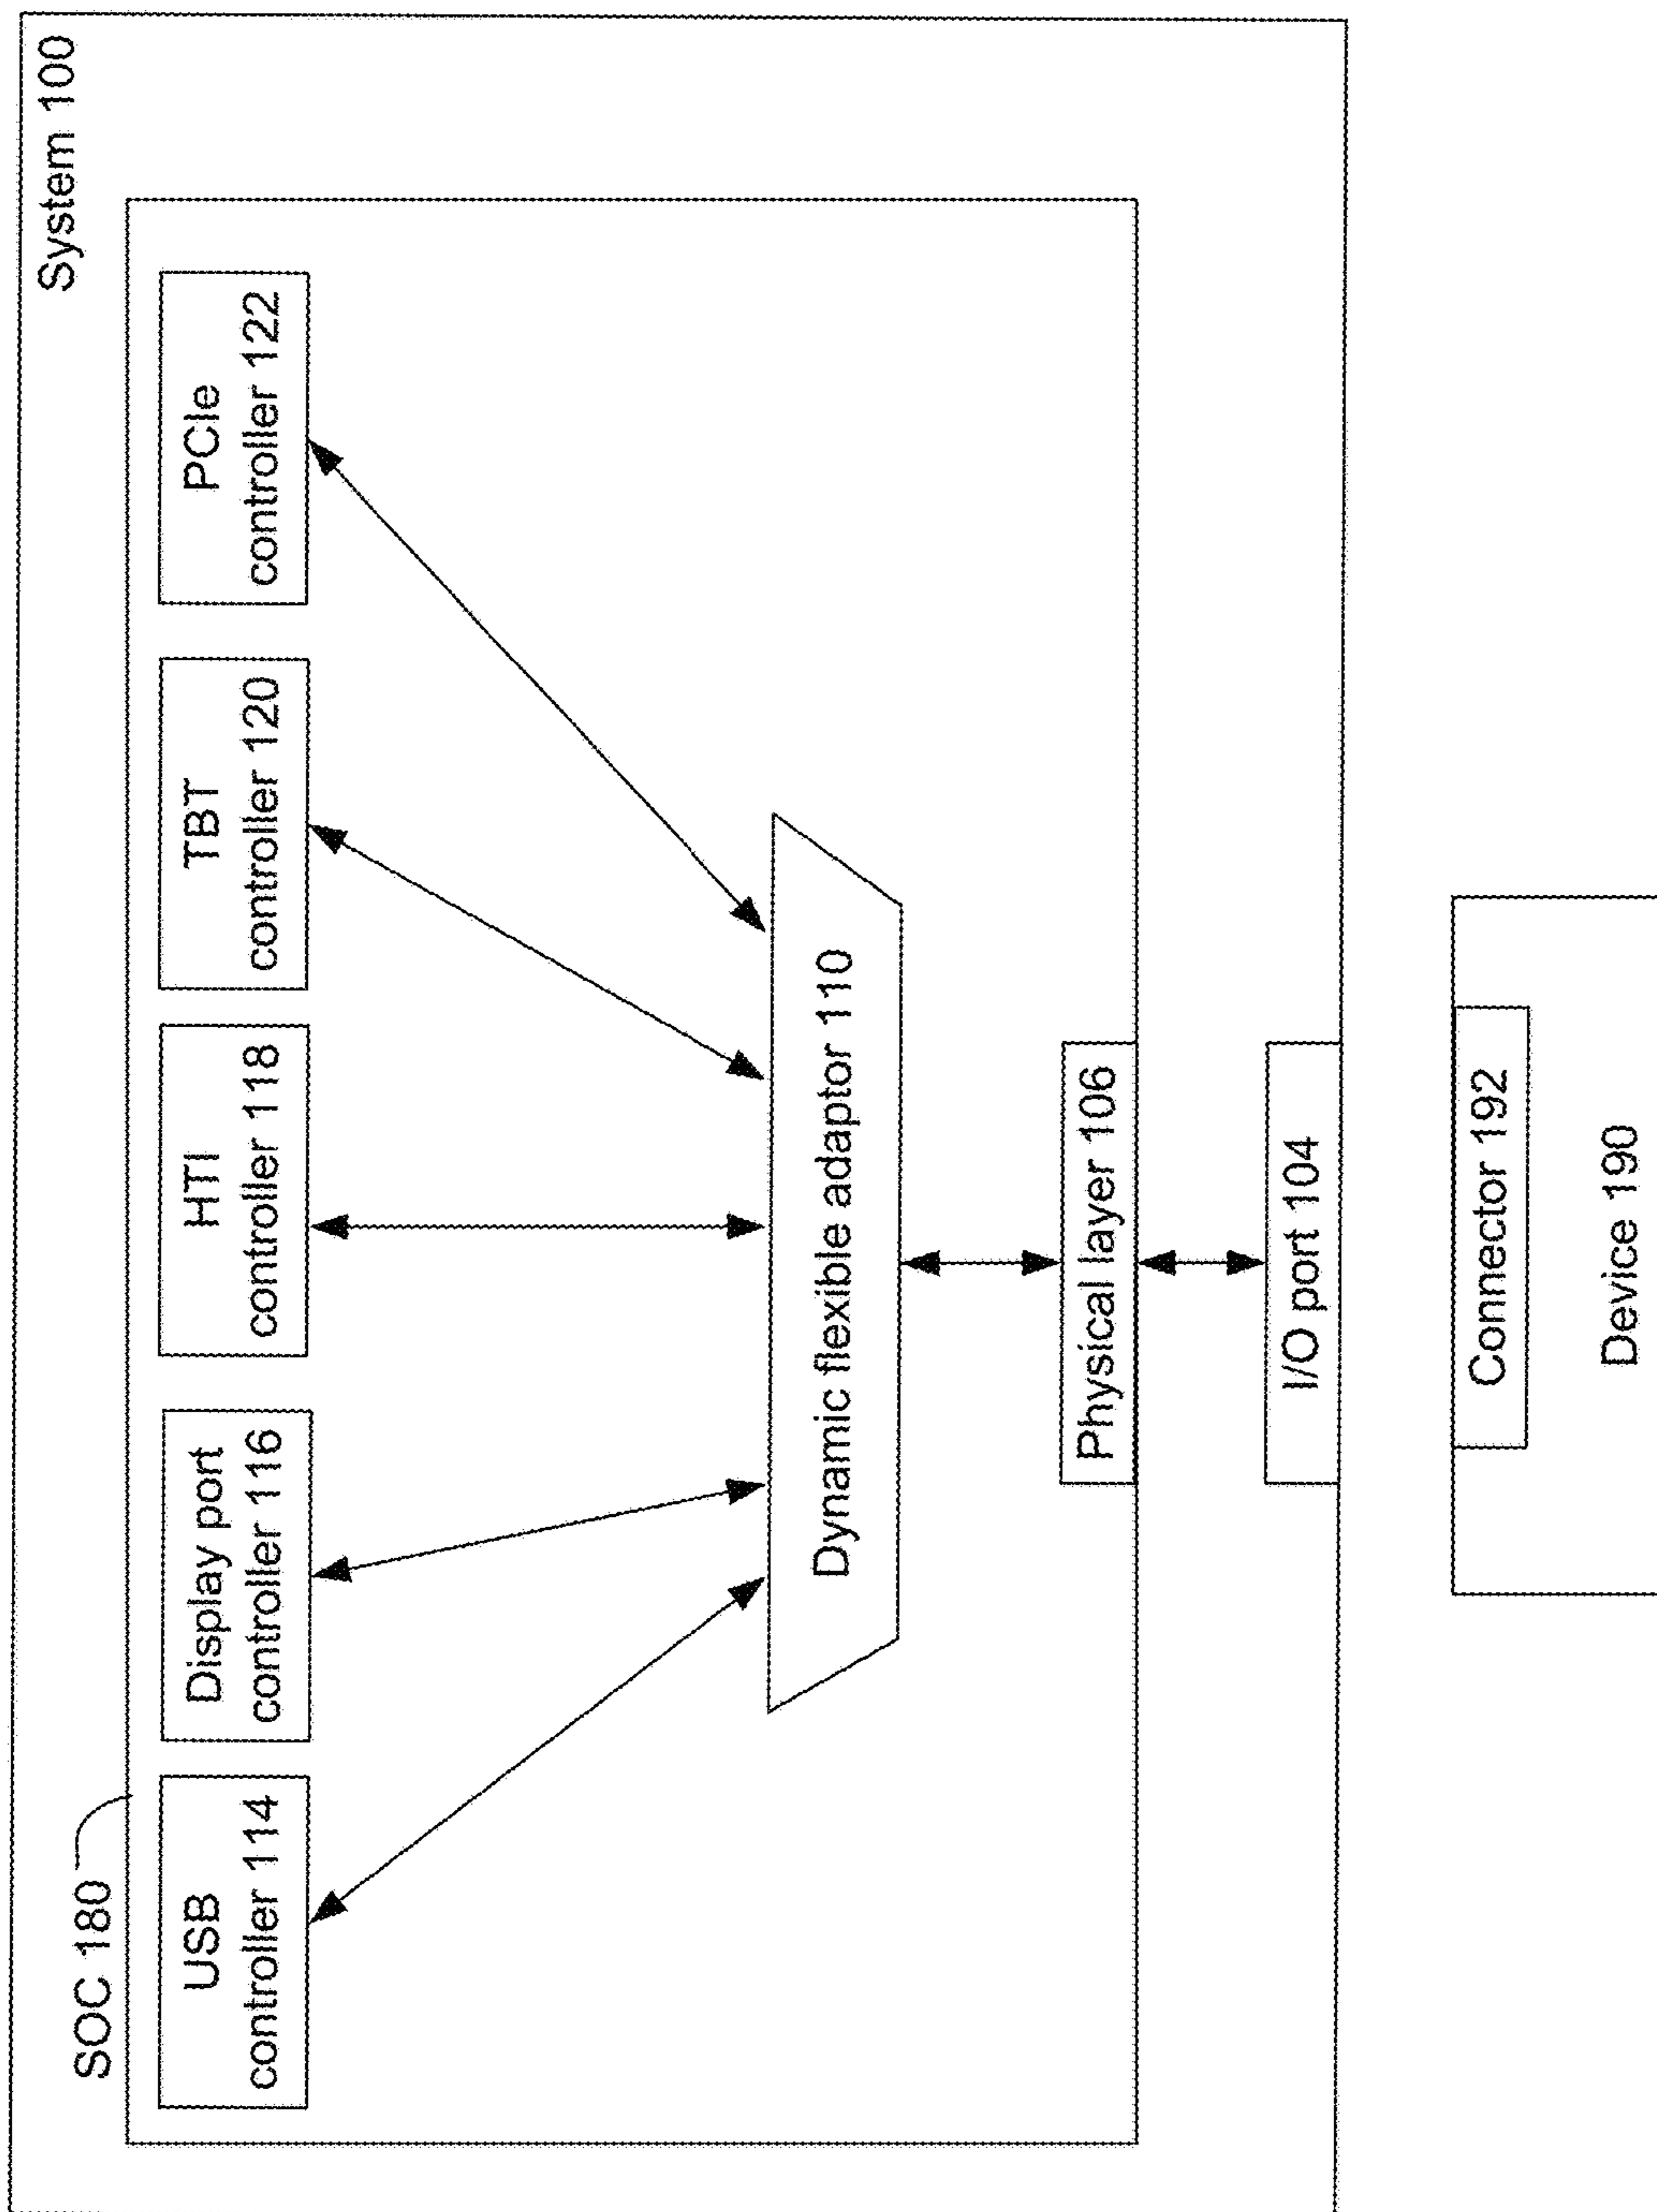 System 100
SOC 180
USB
controller 114
Display port
controller 116
HTI
controller 118
TBT
controller 120
PCIe
controller 122
Dynamic flexible adaptor 110
Physical layer 106
I/O port 104
Connector 192
Device 190